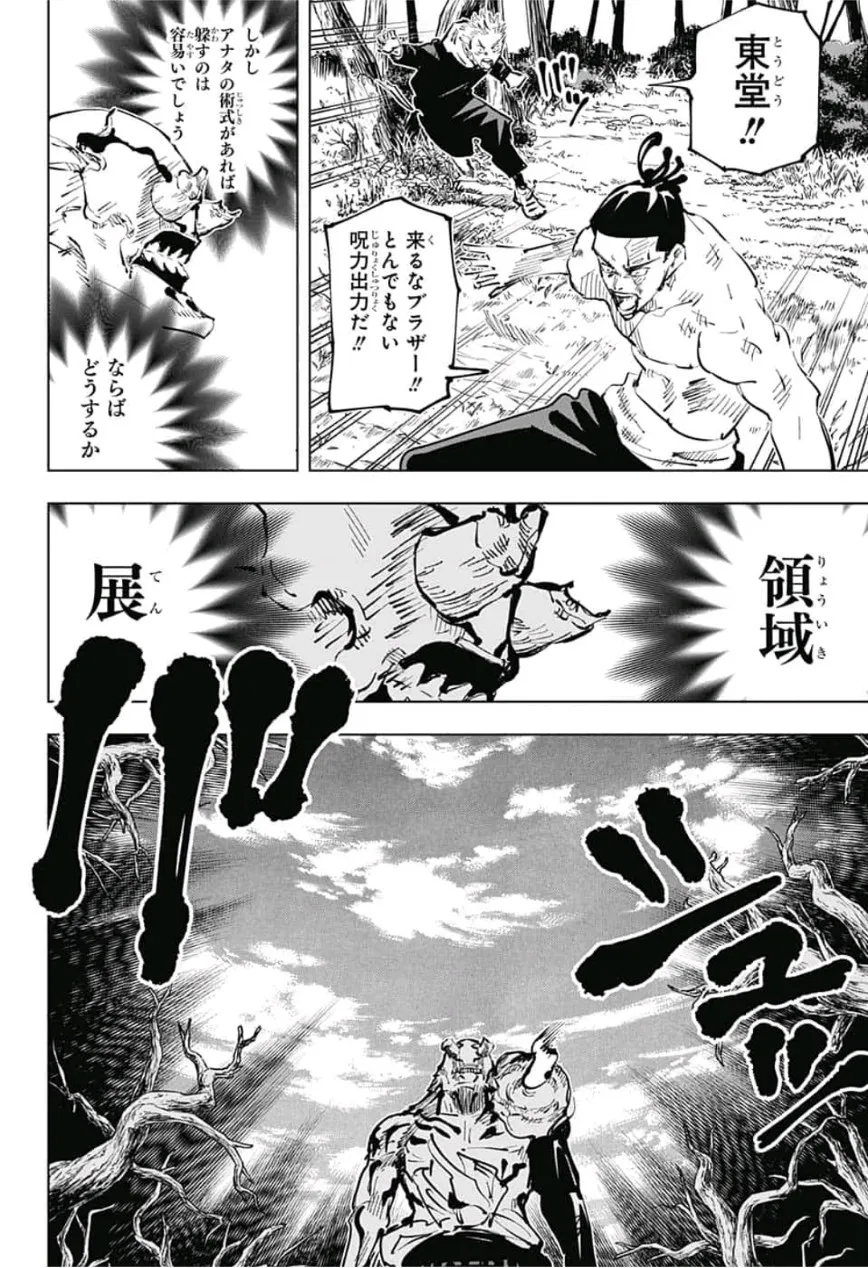 東堂!!
来るなブラザー!!
とんでもない
呪力出力だ!!
しかし
アナタの術式があれば
躱すのは
容易いでしょう
ならば
どうするか
領域
展